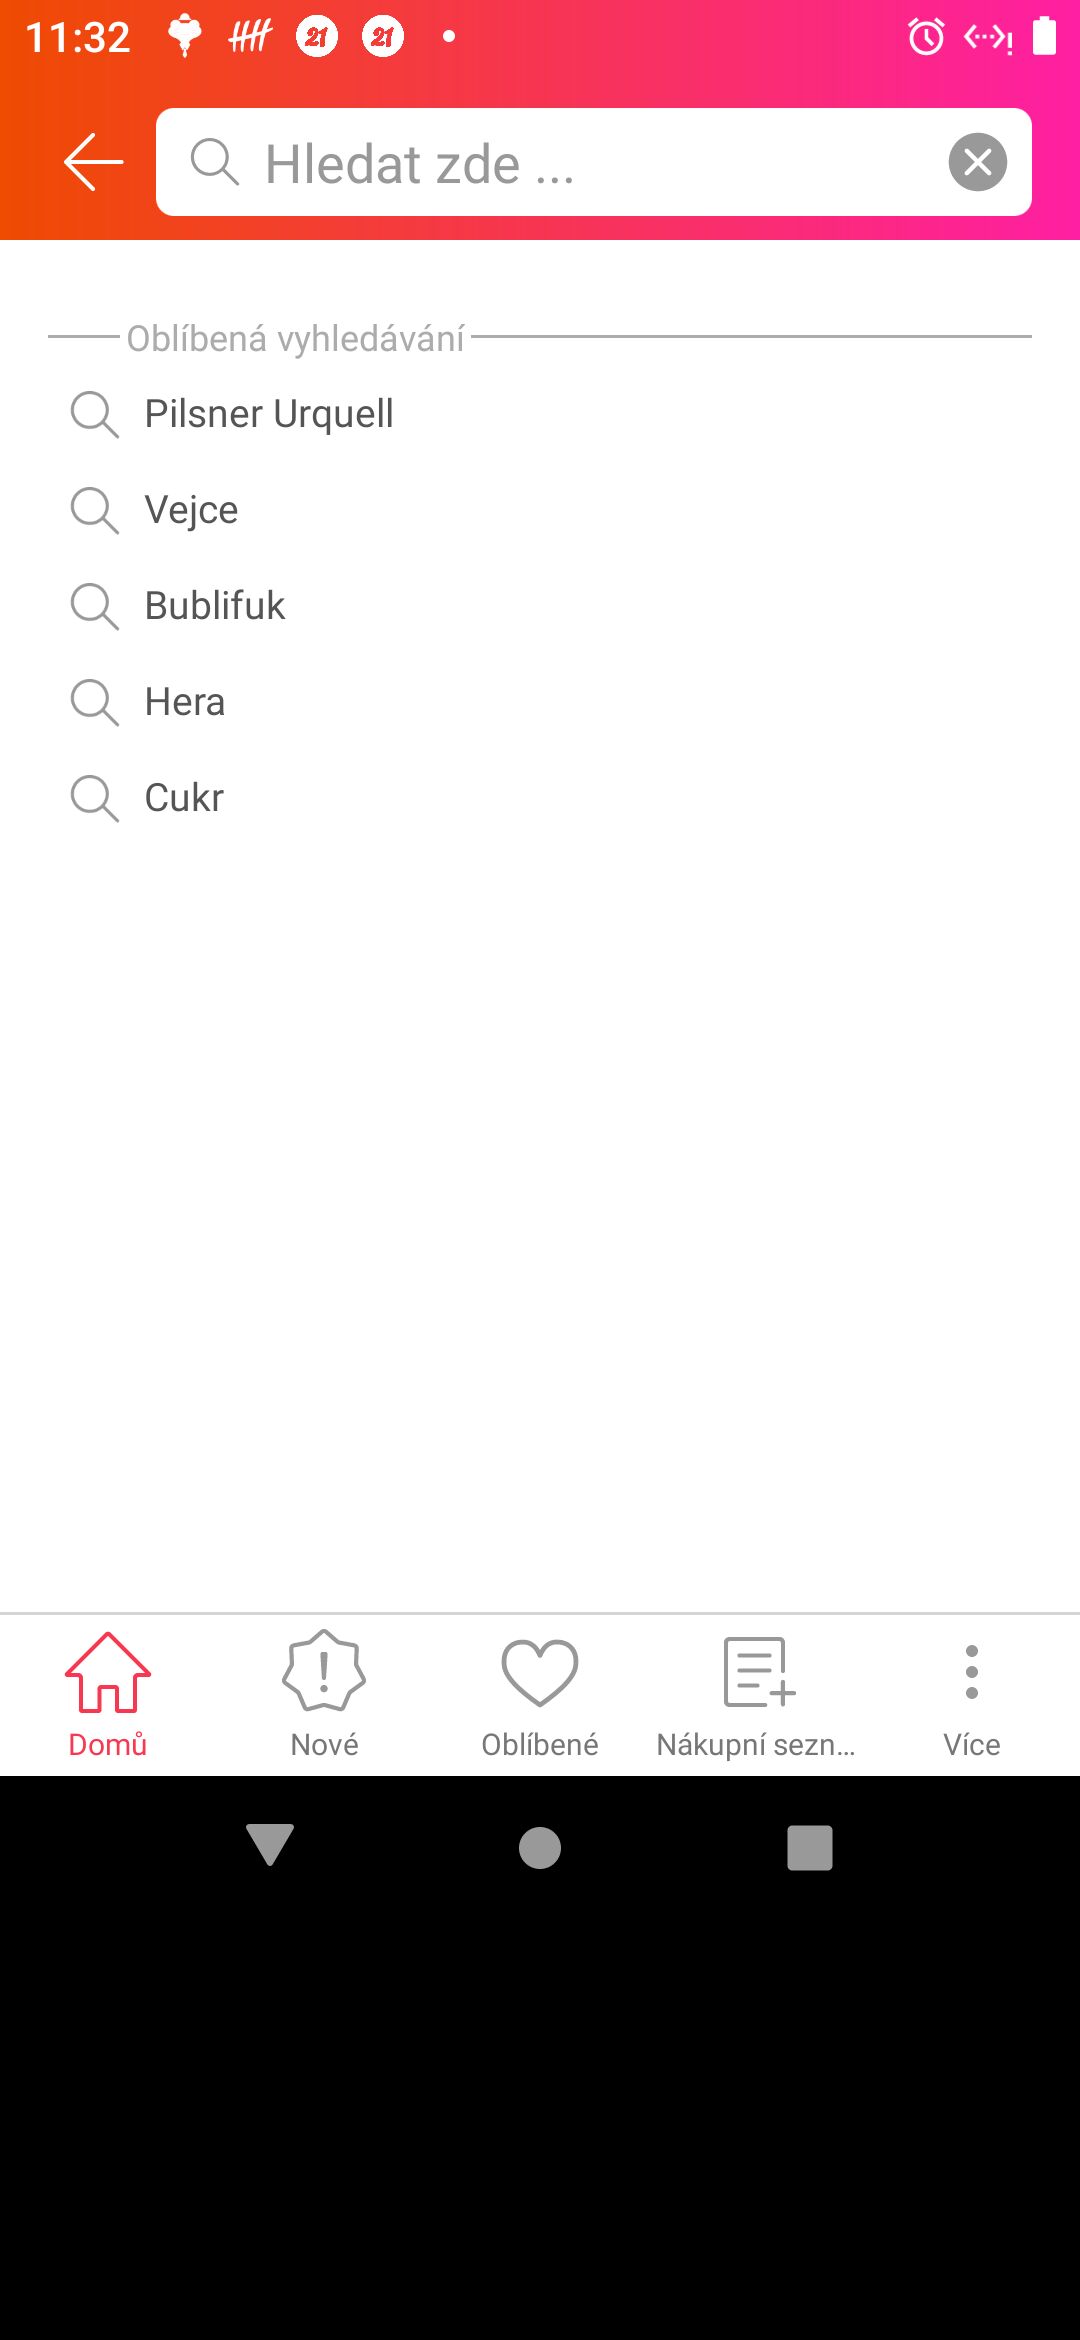 11:32
21 21
Hledat zde ...
Oblíbená vyhledávání
Pilsner Urquell
Vejce
Bublifuk
Hera
Cukr
Domů
Nové
Oblíbené
Nákupní sezn...
Více